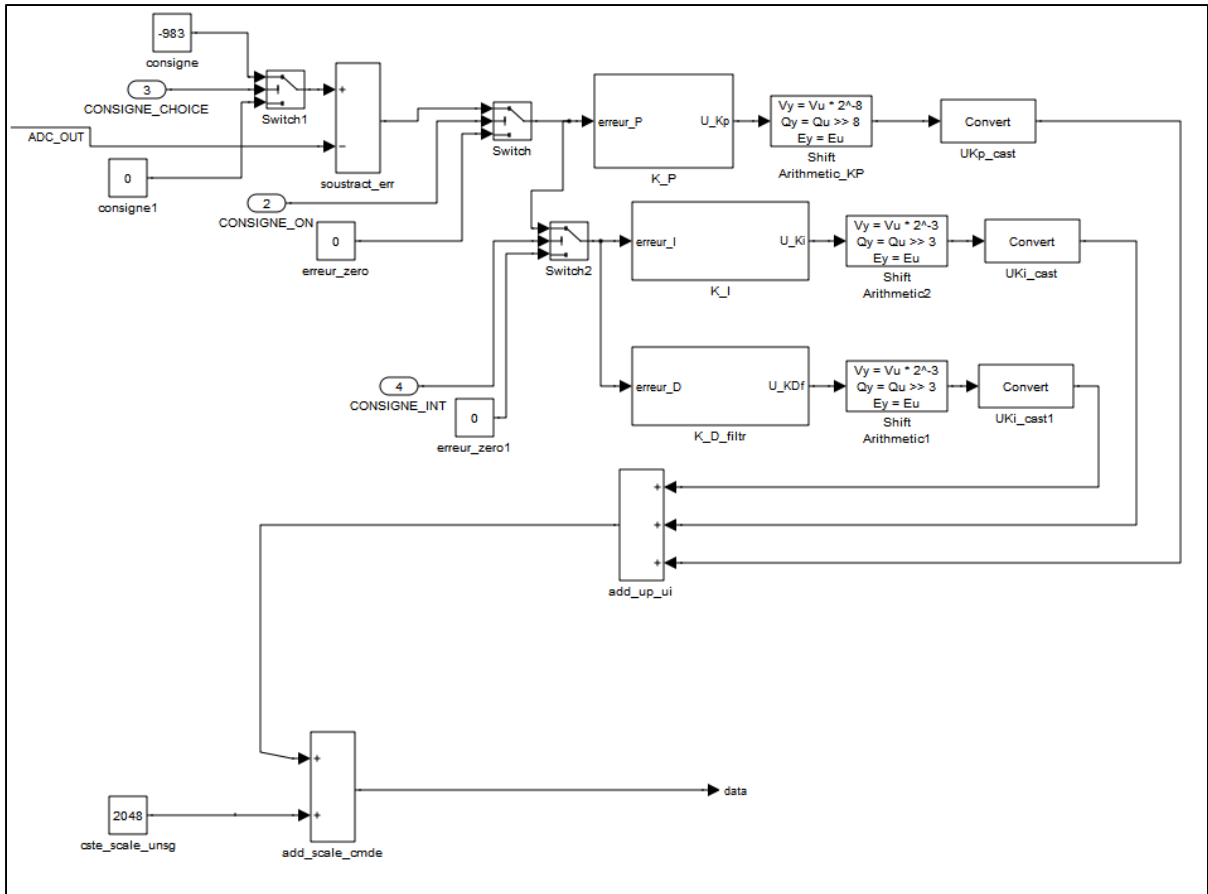 -983
consigne
3
CONSIGNE_CHOICE
Switch1
ADC_OUT
0
consigne1
+
−
soustract_err
2
CONSIGNE_ON
0
erreur_zero
Switch
erreur_P
U_Kp
K_P
Vy = Vu * 2^-8
Qy = Qu >> 8
Ey = Eu
Shift
Arithmetic_KP
Convert
UKp_cast
Switch2
4
CONSIGNE_INT
0
erreur_zero1
erreur_I
U_Ki
K_I
Vy = Vu * 2^-3
Qy = Qu >> 3
Ey = Eu
Shift
Arithmetic2
Convert
UKi_cast
erreur_D
U_KDf
K_D_filtr
Vy = Vu * 2^-3
Qy = Qu >> 3
Ey = Eu
Shift
Arithmetic1
Convert
UKi_cast1
+
+
+
add_up_ui
2048
cste_scale_unsg
+
+
add_scale_cmde
data